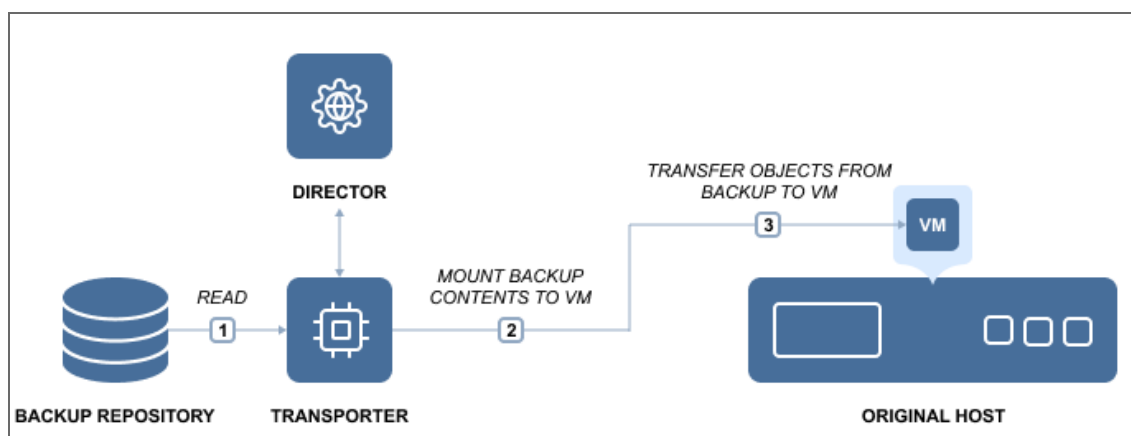 DIRECTOR
TRANSFER OBJECTS FROM
BACKUP TO VM
3
VM
READ
1
MOUNT BACKUP
CONTENTS TO VM
2
BACKUP REPOSITORY
TRANSPORTER
ORIGINAL HOST